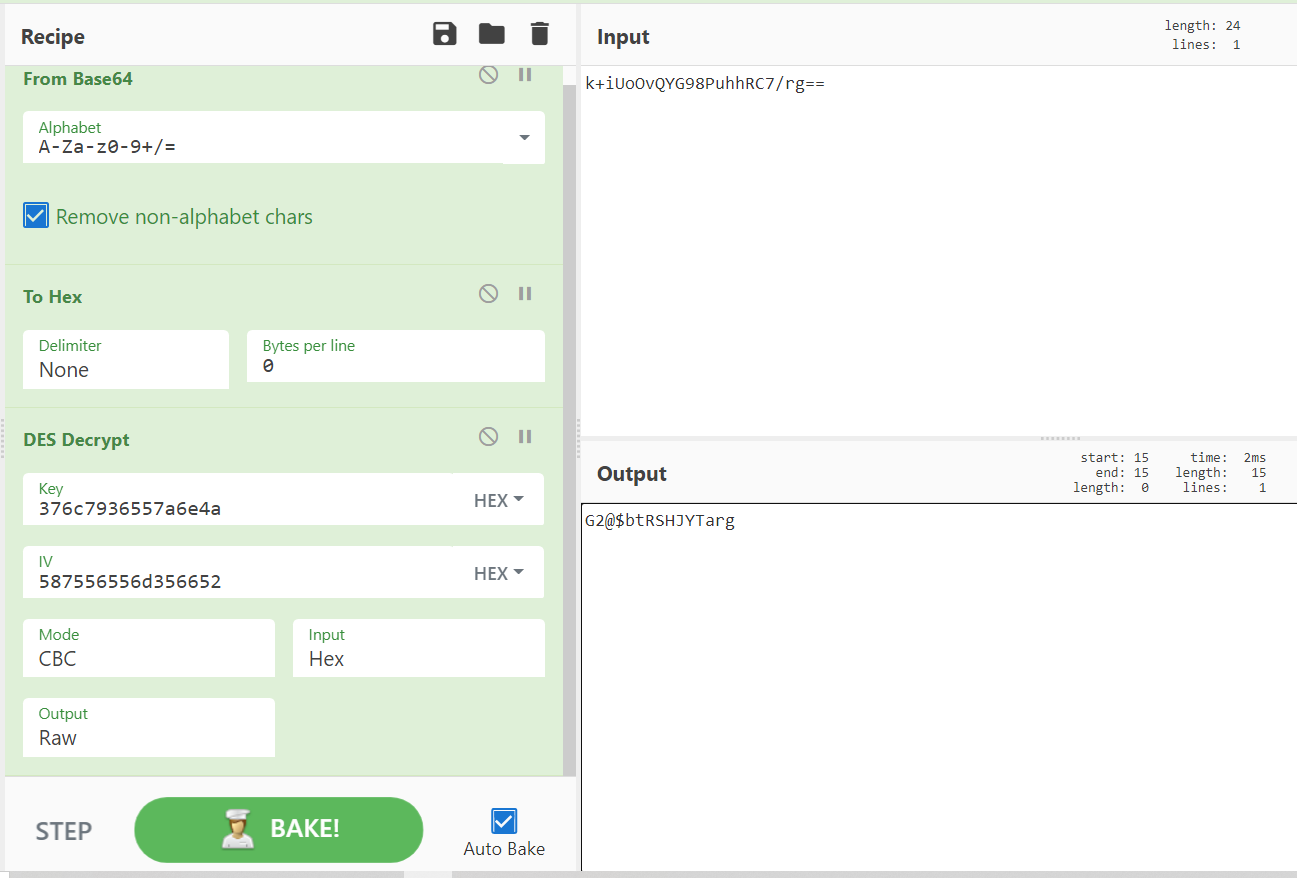 Recipe
From Base64
Alphabet
A-Za-z0-9+/=
Remove non-alphabet chars
To Hex
Delimiter
None
Bytes per line
0
DES Decrypt
Key
376c7936557a6e4a
HEX
IV
587556556d356652
HEX
Mode
CBC
Input
Hex
Output
Raw
STEP
BAKE!
Auto Bake
Input
length: 24
lines: 1
k+iUoOvQYG98PuhhRC7/rg==
Output
start: 15
end: 15
length: 0
time: 2ms
length: 15
lines: 1
G2@$btRSHJYTarg